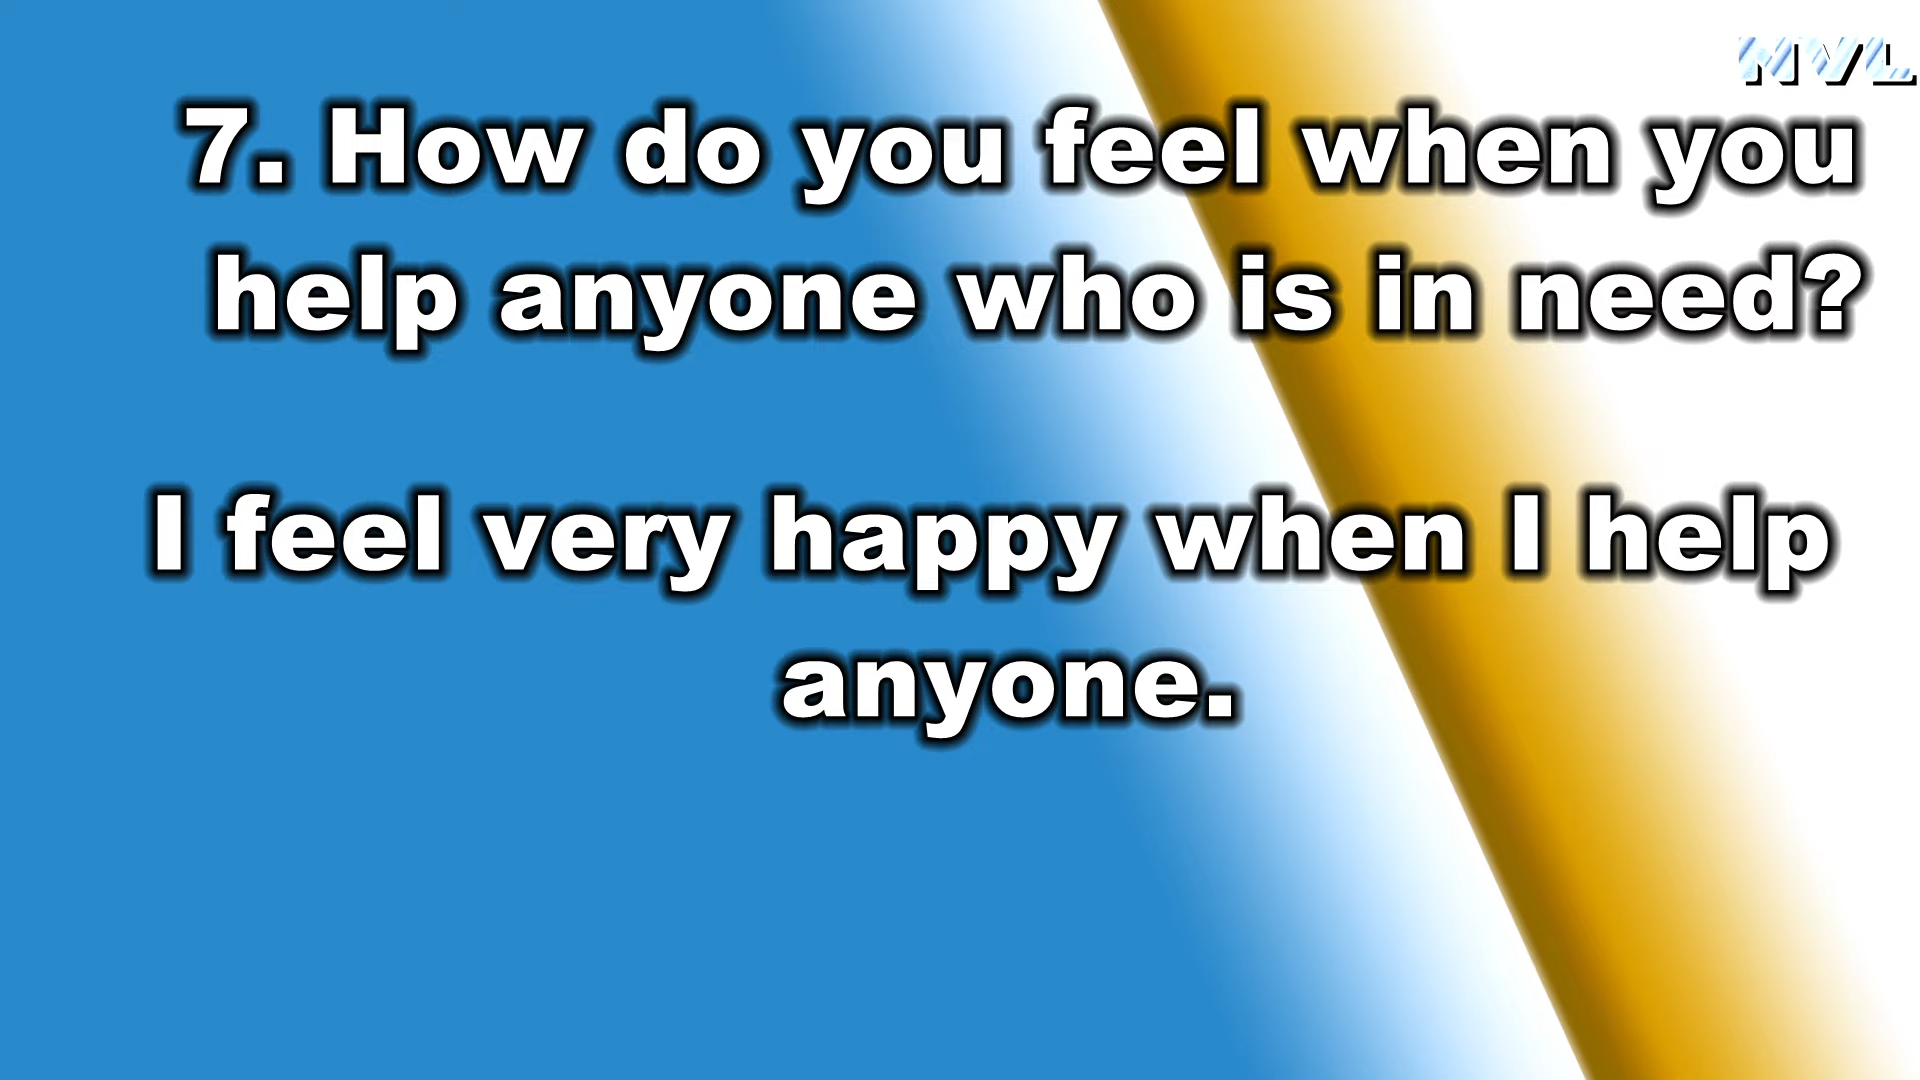 MVL
7. How do you feel when you
help anyone who is in need?
I feel very happy when I help
anyone.